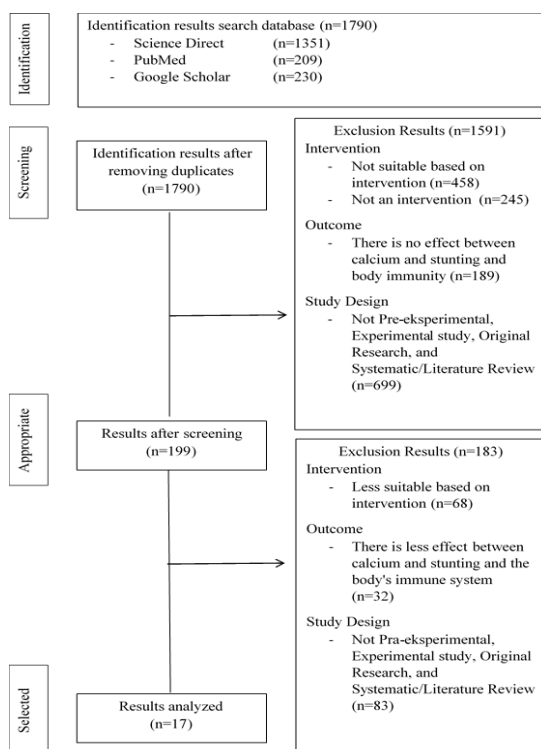 Identification
Identification results search database (n=1790)
- Science Direct (n=1351)
- PubMed (n=209)
- Google Scholar (n=230)
Screening
Identification results after
removing duplicates
(n=1790)
Exclusion Results (n=1591)
Intervention
- Not suitable based on
intervention (n=458)
- Not an intervention (n=245)
Outcome
- There is no effect between
calcium and stunting and
body immunity (n=189)
Study Design
- Not Pre-eksperimental,
Experimental study, Original
Research, and
Systematic/Literature Review
(n=699)
Appropriate
Results after screening
(n=199)
Exclusion Results (n=183)
Intervention
- Less suitable based on
intervention (n=68)
Outcome
- There is less effect between
calcium and stunting and the
body's immune system
(n=32)
Study Design
- Not Pra-eksperimental,
Experimental study, Original
Research, and
Systematic/Literature Review
(n=83)
Selected
Results analyzed
(n=17)